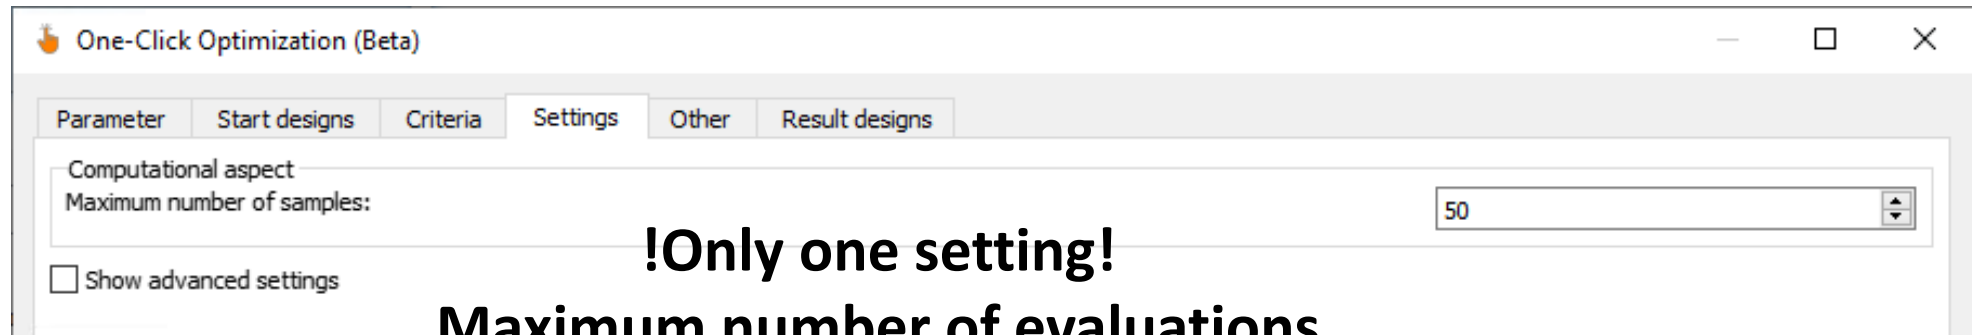 One-Click Optimization (Beta)
Parameter Start designs Criteria Settings Other Result designs
Computational aspect
Maximum number of samples: 50
!Only one setting!
Show advanced settings
Maximum number of evaluations